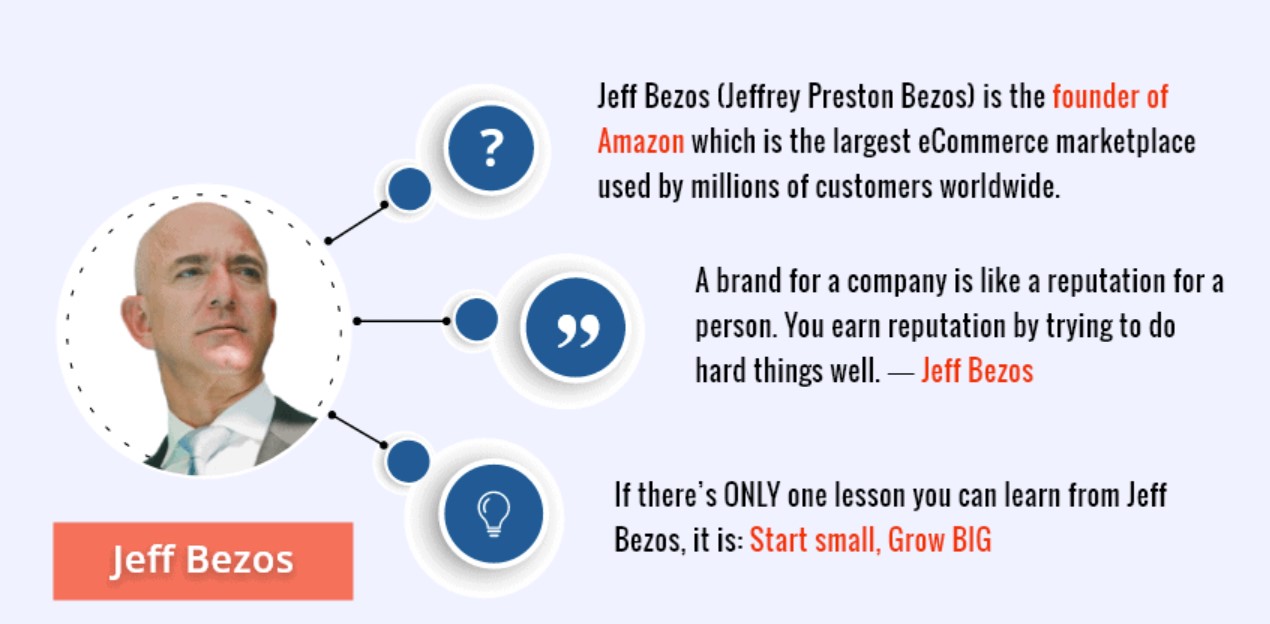 Jeff Bezos (Jeffrey Preston Bezos) is the founder of
Amazon which is the largest eCommerce marketplace
used by millions of customers worldwide.
A brand for a company is like a reputation for a
person. You earn reputation by trying to do
hard things well. — Jeff Bezos
If there's ONLY one lesson you can learn from Jeff
Bezos, it is: Start small, Grow BIG
Jeff Bezos